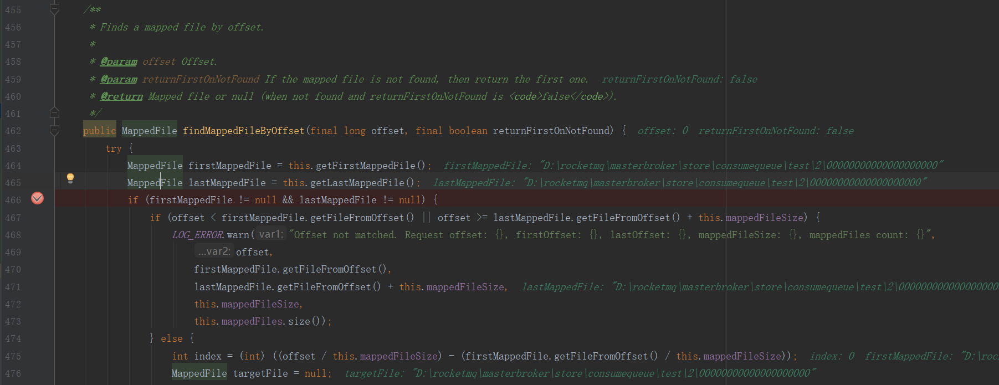 455 /**
456 * Finds a mapped file by offset.
457 *
458 * @param offset Offset.
459 * @param returnFirstOnNotFound If the mapped file is not found, then return the first one. returnFirstOnNotFound: false
460 * @return Mapped file or null (when not found and returnFirstOnNotFound is <code>false</code>).
461 */
462 public MappedFile findMappedFileByOffset(final long offset, final boolean returnFirstOnNotFound) { offset: 0 returnFirstOnNotFound: false
463 try {
464 MappedFile firstMappedFile = this.getFirstMappedFile(); firstMappedFile: "D:\rocketmq\masterbroker\store\consumequeue\test\2\00000000000000000000"
465 MappedFile lastMappedFile = this.getLastMappedFile(); lastMappedFile: "D:\rocketmq\masterbroker\store\consumequeue\test\2\00000000000000000000"
466 if (firstMappedFile != null && lastMappedFile != null) {
467 if (offset < firstMappedFile.getFileFromOffset() || offset >= lastMappedFile.getFileFromOffset() + this.mappedFileSize) {
468 LOG_ERROR.warn( var1: "Offset not matched. Request offset: {}, firstOffset: {}, lastOffset: {}, mappedFileSize: {}, mappedFiles count: {}",
469 ...var2: offset,
470 firstMappedFile.getFileFromOffset(),
471 lastMappedFile.getFileFromOffset() + this.mappedFileSize, lastMappedFile: "D:\rocketmq\masterbroker\store\consumequeue\test\2\000000000000000000
472 this.mappedFileSize,
473 this.mappedFiles.size());
474 } else {
475 int index = (int) ((offset / this.mappedFileSize) - (firstMappedFile.getFileFromOffset() / this.mappedFileSize)); index: 0 firstMappedFile: "D:\roc
476 MappedFile targetFile = null; targetFile: "D:\rocketmq\masterbroker\store\consumequeue\test\2\00000000000000000000"